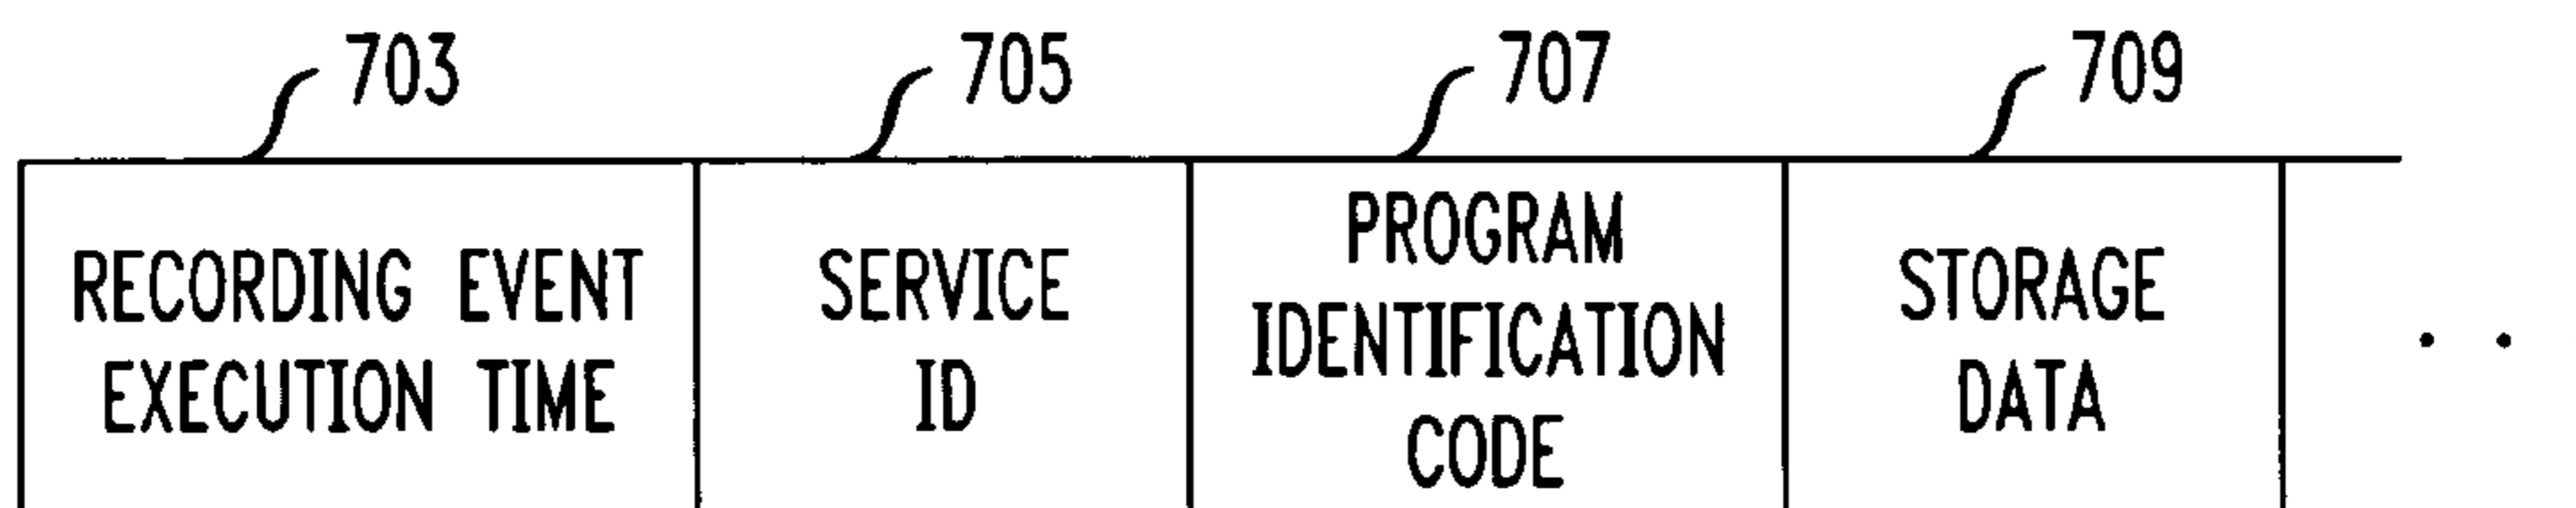 703
705
707
709
RECORDING EVENT
EXECUTION TIME
SERVICE
ID
PROGRAM
IDENTIFICATION
CODE
STORAGE
DATA
. .